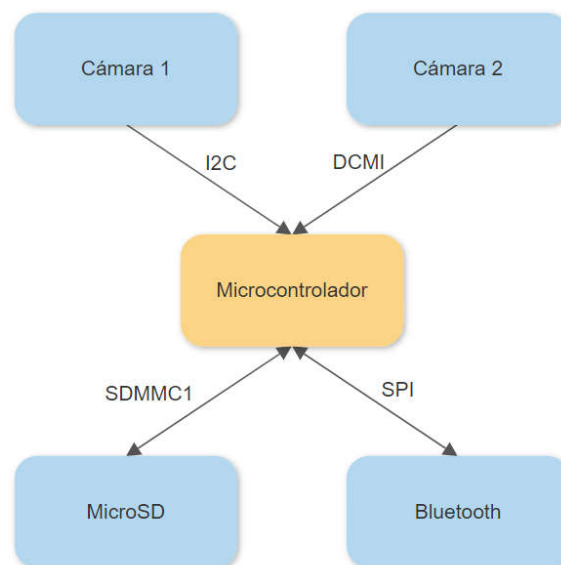 Cámara 1
Cámara 2
I2C
DCMI
Microcontrolador
SDMMC1
SPI
MicroSD
Bluetooth